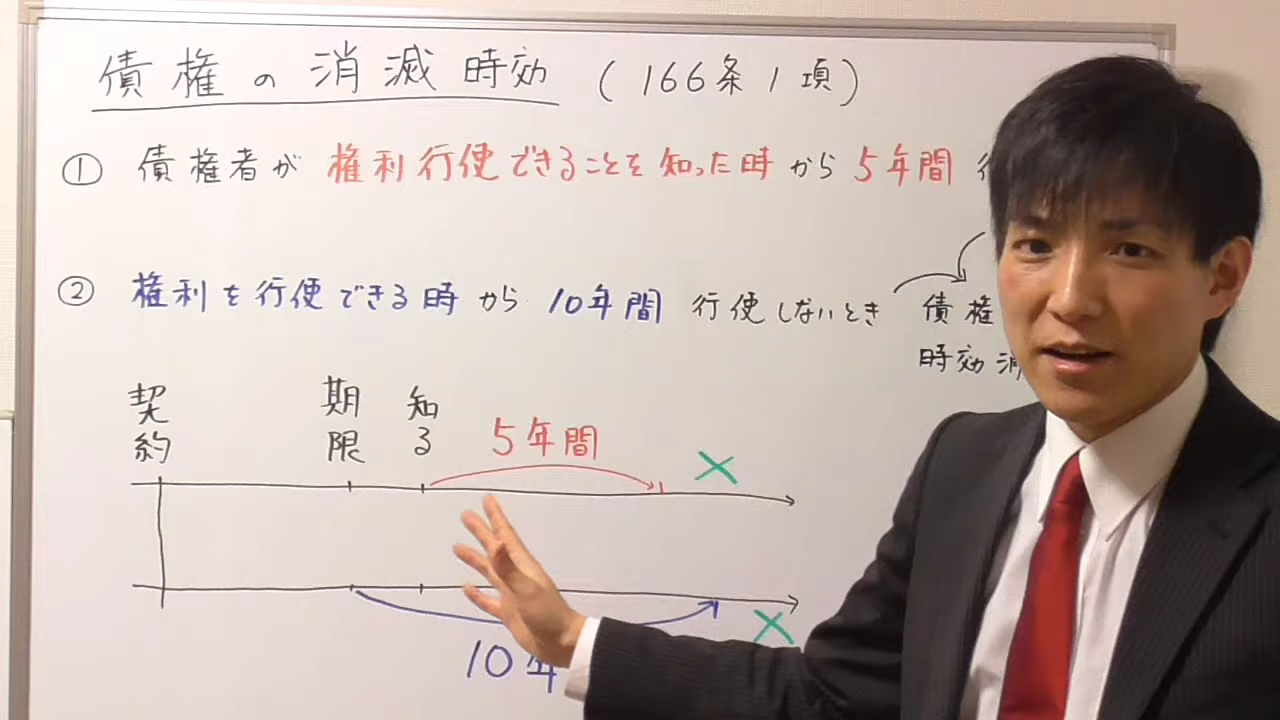 債権の消滅時効 (166条1項)
① 債権者が 権利行使できることを知った時 から 5年間 行
② 権利を行使できる時 から 10年間 行使しないとき
債権
時効消
契約
期限
知る
5年間
×
×
10年